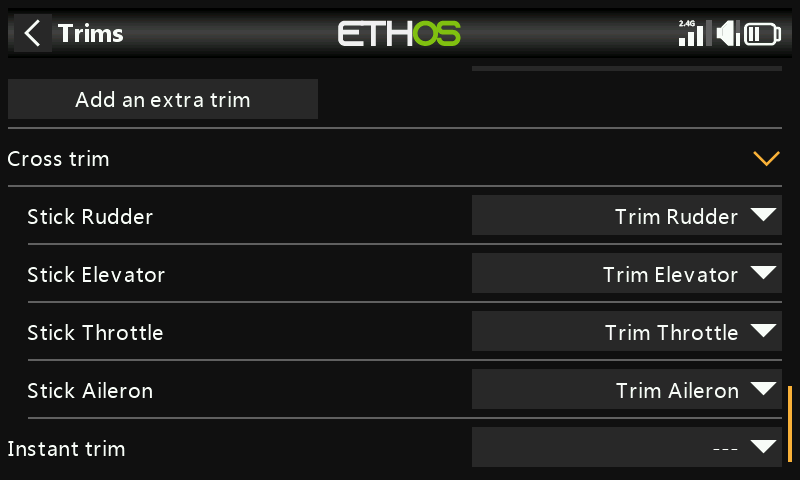 Trims
ETHOS
2.4G
Add an extra trim
Cross trim
Stick Rudder
Trim Rudder
Stick Elevator
Trim Elevator
Stick Throttle
Trim Throttle
Stick Aileron
Trim Aileron
Instant trim
---